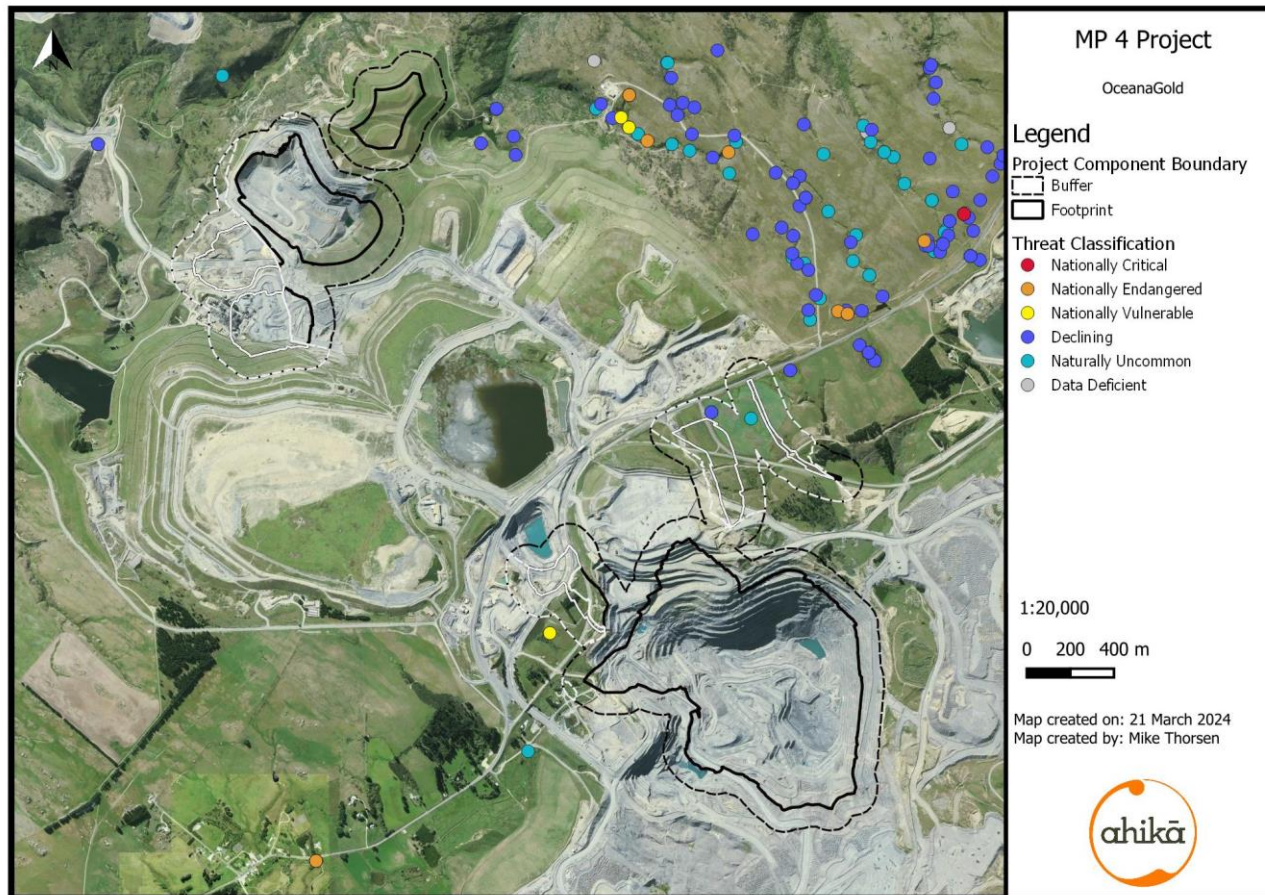 MP 4 Project
OceanaGold
Legend
Project Component Boundary
Buffer
Footprint
Threat Classification
Nationally Critical
Nationally Endangered
Nationally Vulnerable
Declining
Naturally Uncommon
Data Deficient
1:20,000
0 200 400 m
Map created on: 21 March 2024
Map created by: Mike Thorsen
ahikā